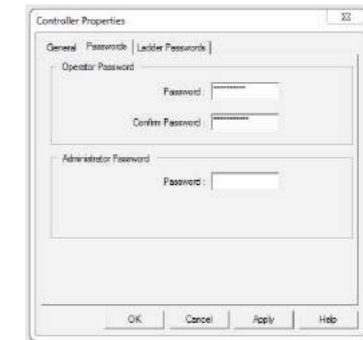 Controller Properties
General Passwords Ladder Passwords
Operator Password
Password : **********
Confirm Password : ***********
Administrator Password
Password :
OK Cancel Apply Help